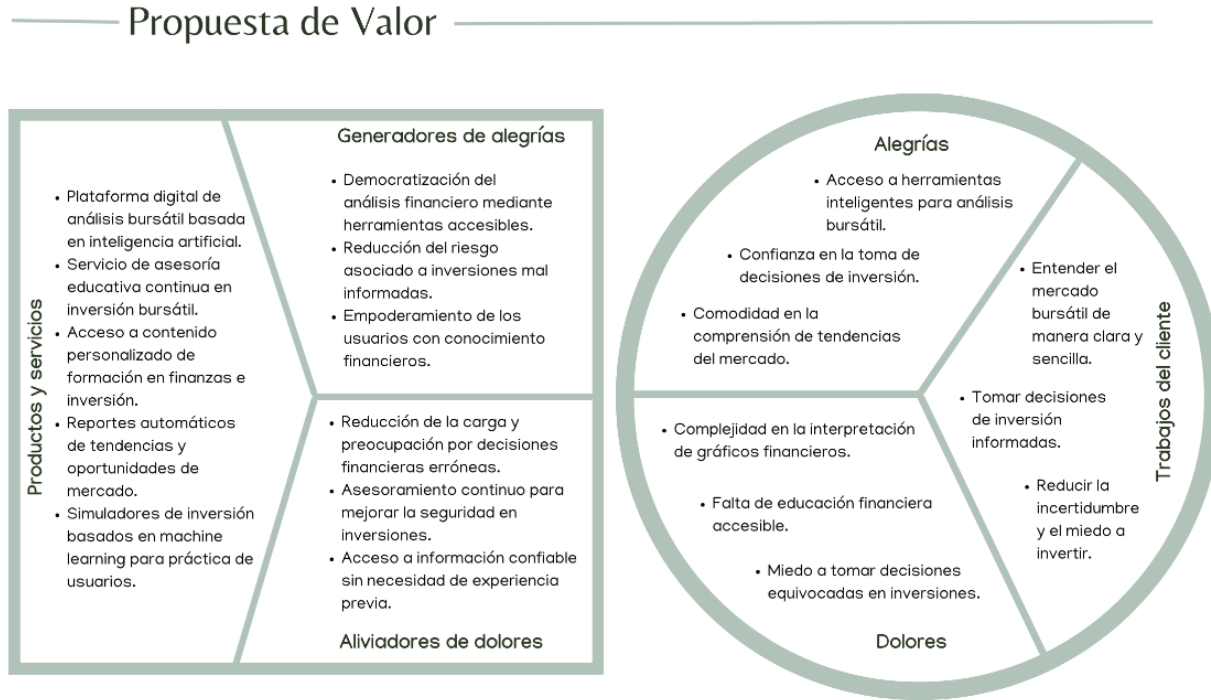 Propuesta de Valor
Productos y servicios
• Plataforma digital de
análisis bursátil basada
en inteligencia artificial.
• Servicio de asesoría
educativa continua en
inversión bursátil.
• Acceso a contenido
personalizado de
formación en finanzas e
inversión.
• Reportes automáticos
de tendencias y
oportunidades de
mercado.
• Simuladores de inversión
basados en machine
learning para práctica de
usuarios.
Generadores de alegrías
• Democratización del
análisis financiero mediante
herramientas accesibles.
• Reducción del riesgo
asociado a inversiones mal
informadas.
• Empoderamiento de los
usuarios con conocimiento
financieros.
• Reducción de la carga y
preocupación por decisiones
financieras erróneas.
• Asesoramiento continuo para
mejorar la seguridad en
inversiones.
• Acceso a información confiable
sin necesidad de experiencia
previa.
Aliviadores de dolores
Alegrías
• Acceso a herramientas
inteligentes para análisis
bursátil.
• Confianza en la toma de
decisiones de inversión.
• Comodidad en la
comprensión de tendencias
del mercado.
• Entender el
mercado
bursátil de
manera clara y
sencilla.
• Tomar decisiones
de inversión
informadas.
• Reducir la
incertidumbre
y el miedo a
invertir.
Trabajos del cliente
• Complejidad en la interpretación
de gráficos financieros.
• Falta de educación financiera
accesible.
• Miedo a tomar decisiones
equivocadas en inversiones.
Dolores